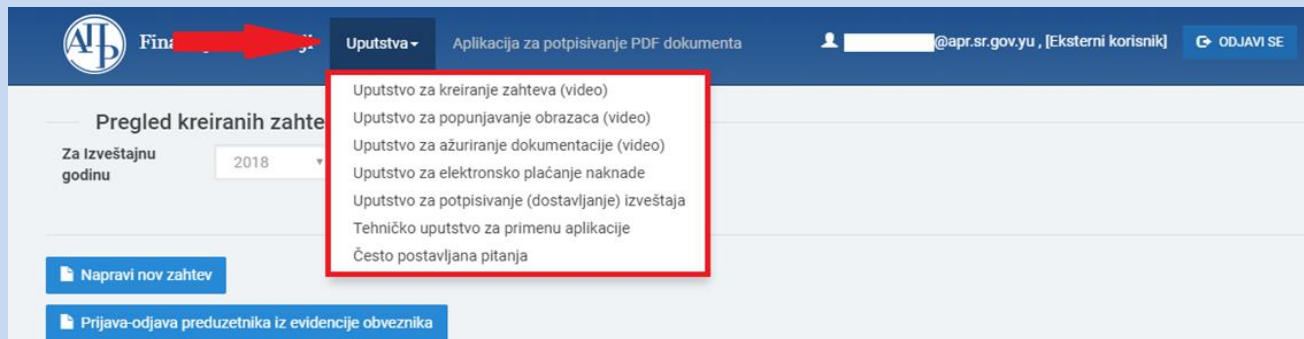 АПР Uputstva Aplikacija za potpisivanje PDF dokumenta @apr.sr.gov.yu , [Eksterni korisnik] ODJAVI SE
Uputstvo za kreiranje zahteva (video)
Uputstvo za popunjavanje obrazaca (video)
Uputstvo za ažuriranje dokumentacije (video)
Uputstvo za elektronsko plaćanje naknade
Uputstvo za potpisivanje (dostavljanje) izveštaja
Tehničko uputstvo za primenu aplikacije
Često postavljana pitanja
Pregled kreiranih
Za Izveštajnu
godinu
2018
Napravi nov zahtev
Prijava-odjava preduzetnika iz evidencije obveznika